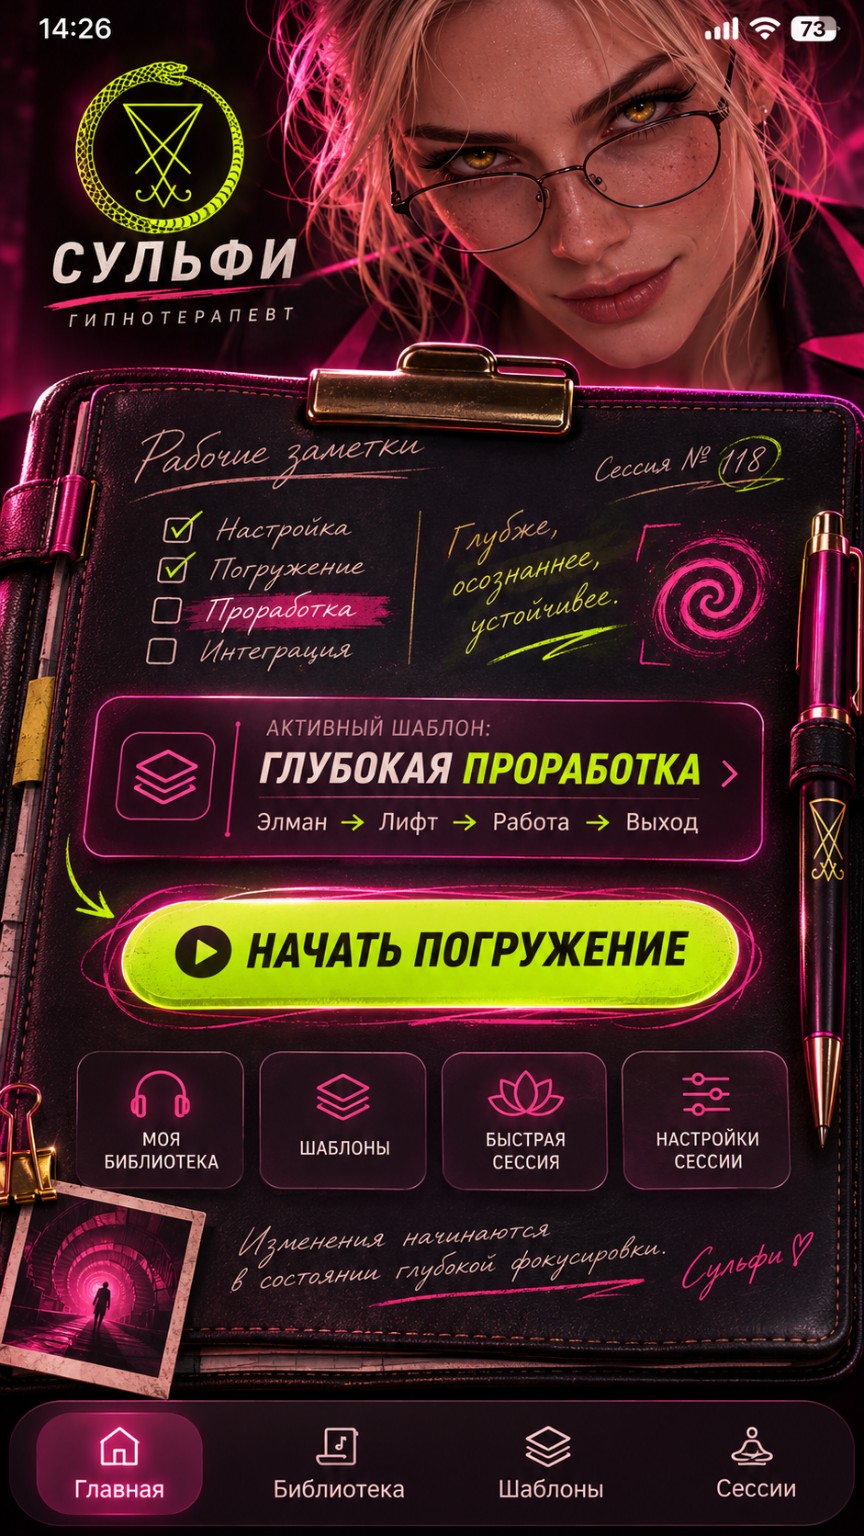 14:26
73
СУЛЬФИ
ГИПНОТЕРАПЕВТ
Рабочие заметки
Сессия № 118
Настройка
Погружение
Проработка
Интеграция
Глубже,
осознаннее,
устойчивее.
АКТИВНЫЙ ШАБЛОН:
ГЛУБОКАЯ ПРОРАБОТКА
Элман → Лифт → Работа → Выход
НАЧАТЬ ПОГРУЖЕНИЕ
МОЯ
БИБЛИОТЕКА
ШАБЛОНЫ
БЫСТРАЯ
СЕССИЯ
НАСТРОЙКИ
СЕССИИ
Изменения начинаются
в состоянии глубокой фокусировки.
Сульфи ♡
Главная
Библиотека
Шаблоны
Сессии